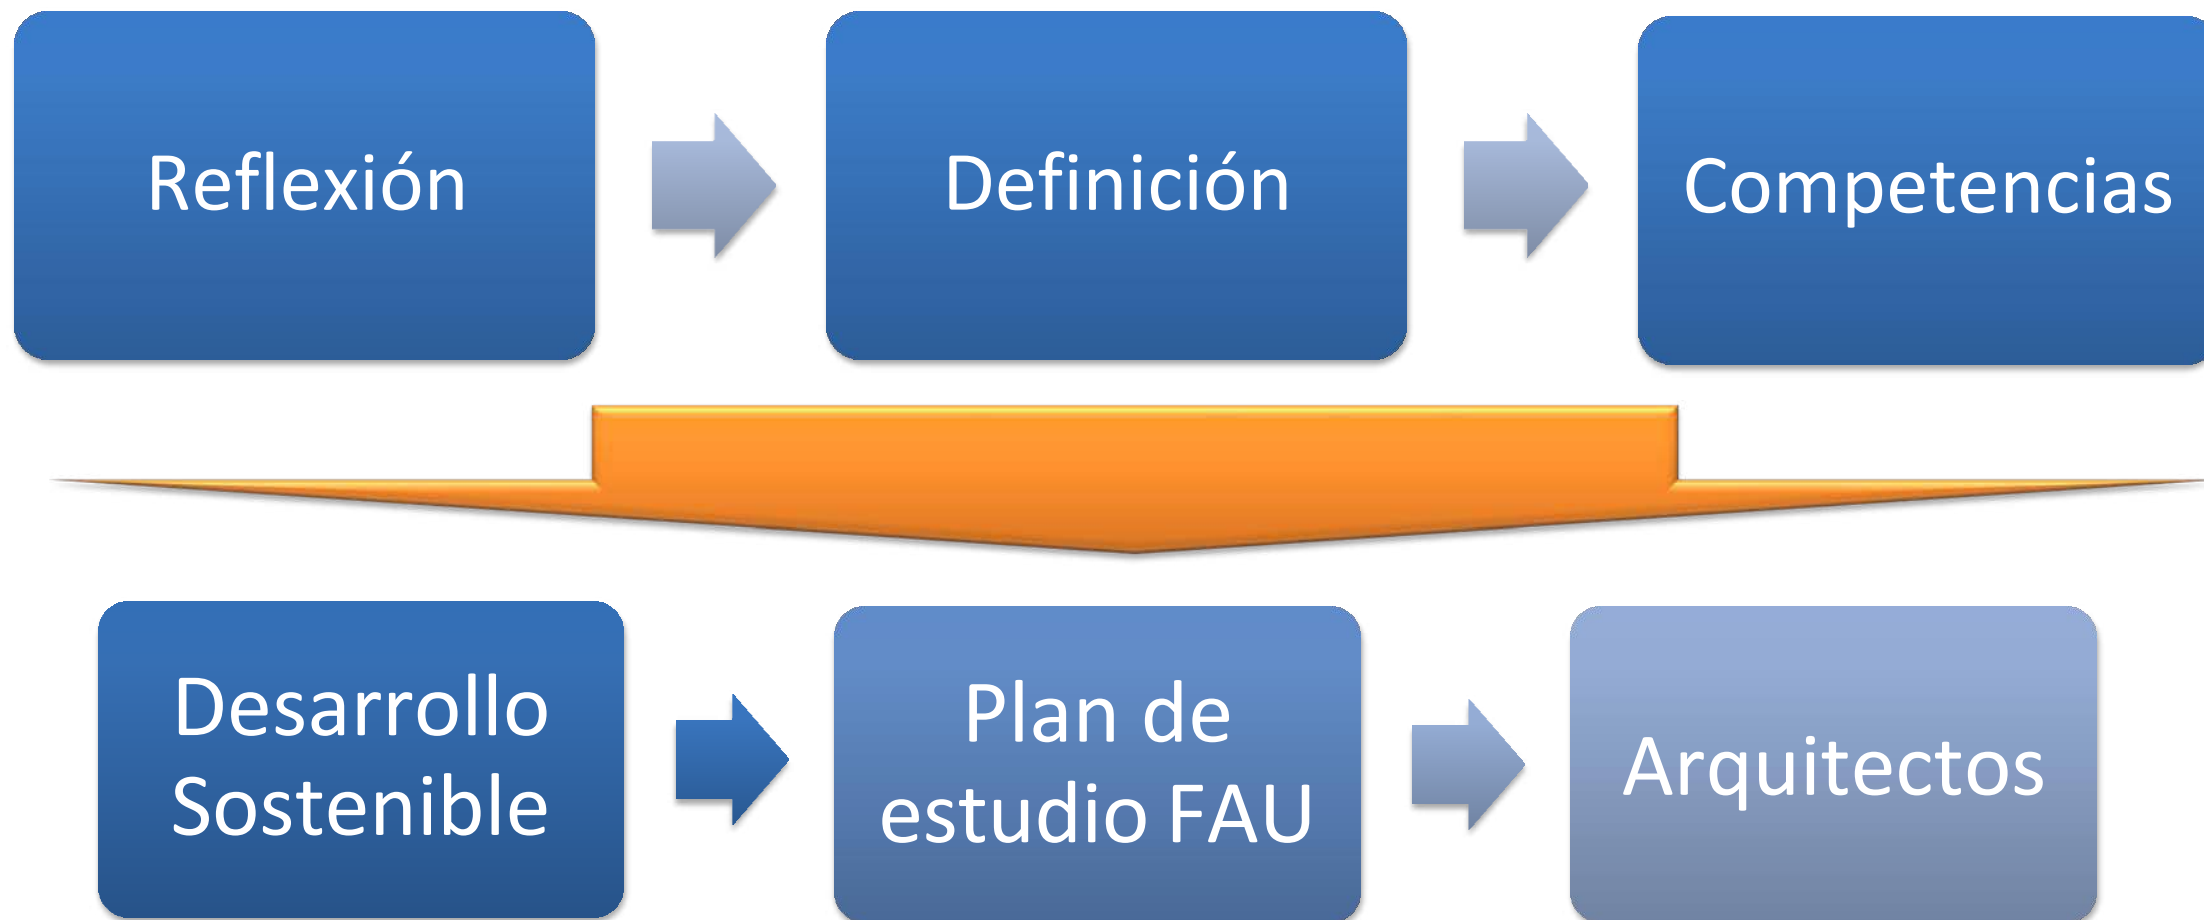 Reflexión
Definición
Competencias
Desarrollo
Sostenible
Plan de
estudio FAU
Arquitectos